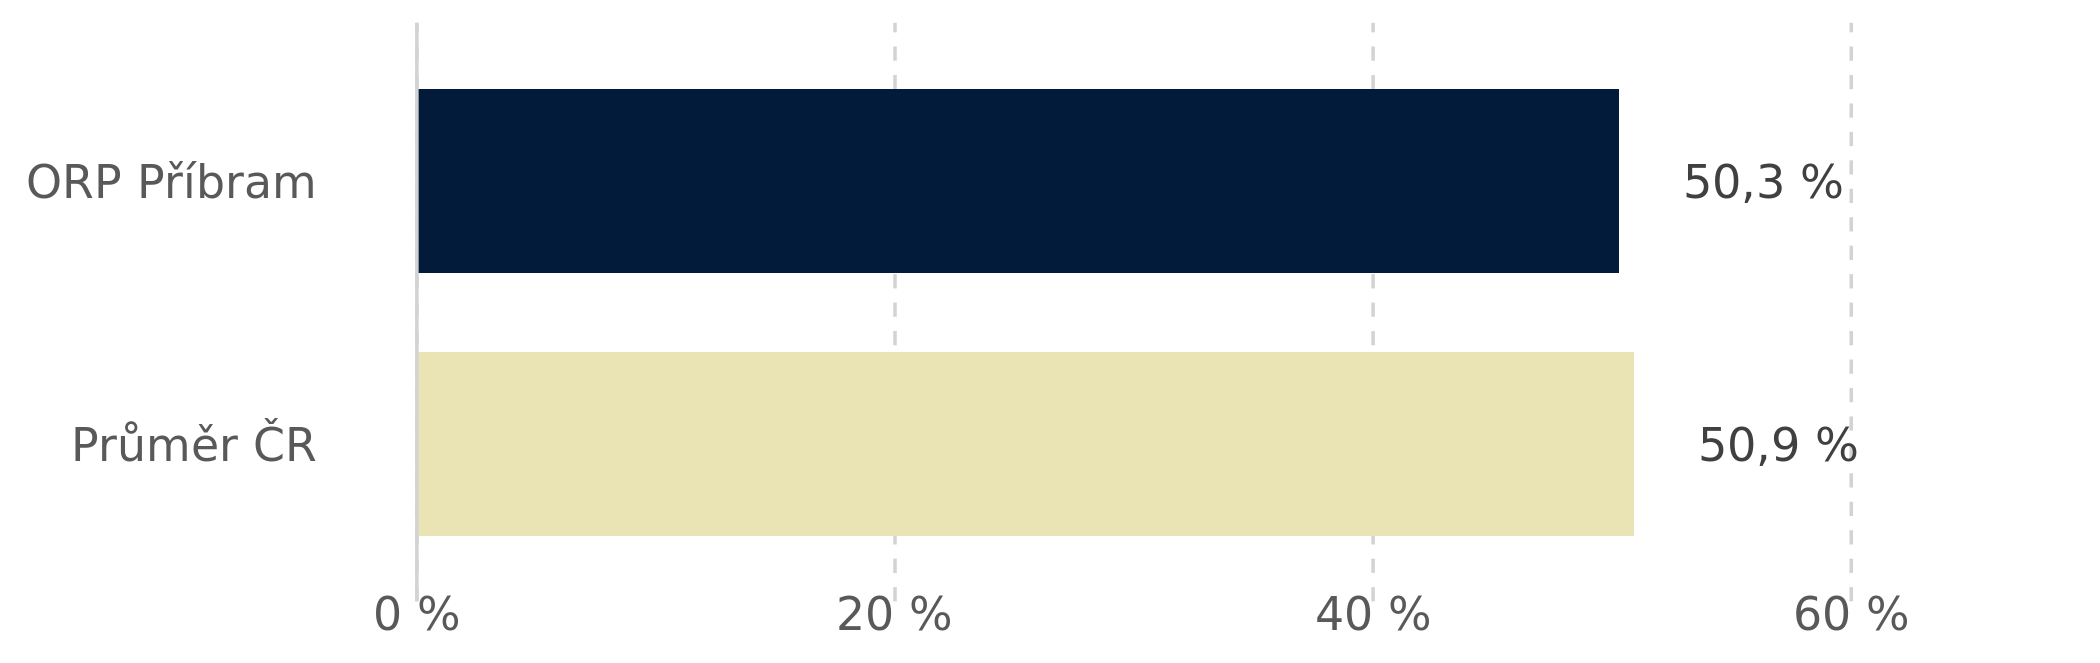 ORP Příbram 50,3 %
Průměr ČR 50,9 %
0 % 20 % 40 % 60 %